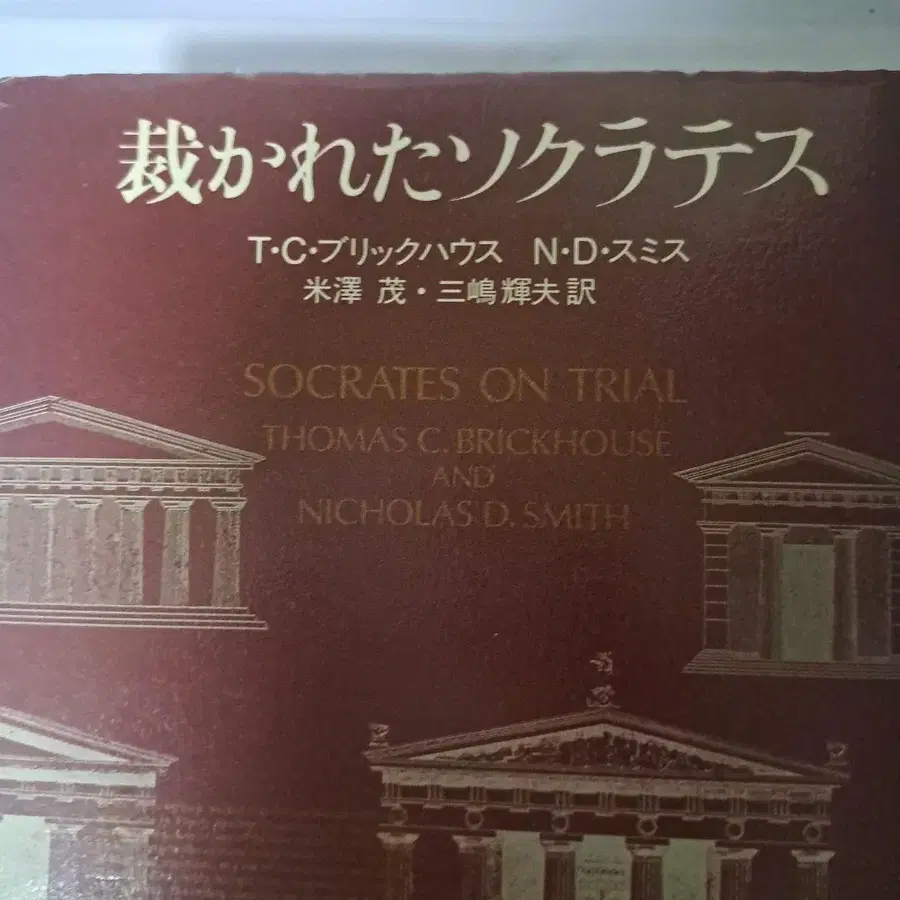 裁かれたソクラテス
T・C・ブリックハウス N・D・スミス
米澤 茂・三嶋輝夫訳
SOCRATES ON TRIAL
THOMAS C. BRICKHOUSE
AND
NICHOLAS D. SMITH